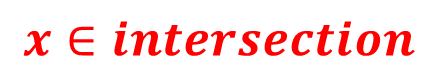 x ∈ intersection